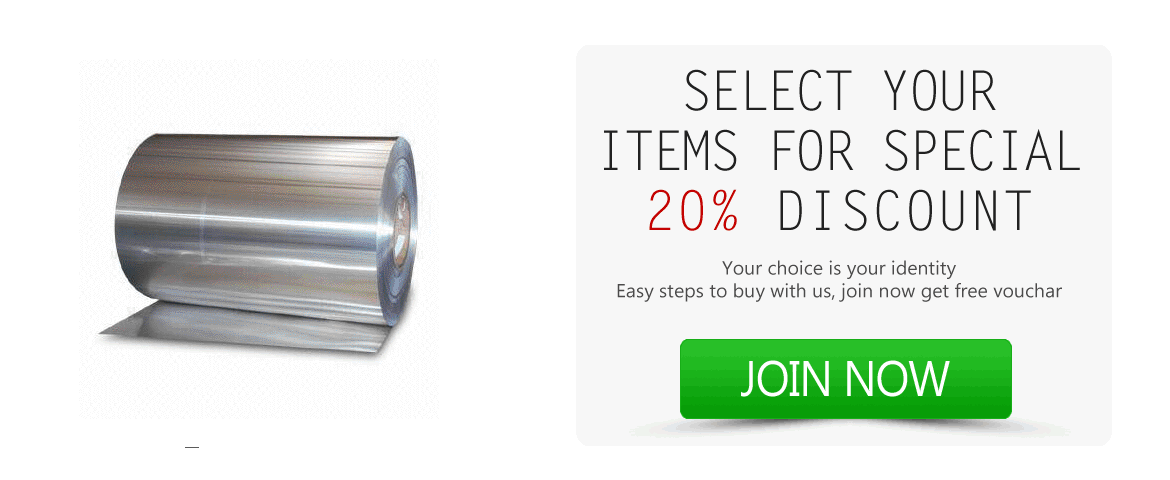 SELECT YOUR
ITEMS FOR SPECIAL
20% DISCOUNT
Your choice is your identity
Easy steps to buy with us, join now get free vouchar
JOIN NOW